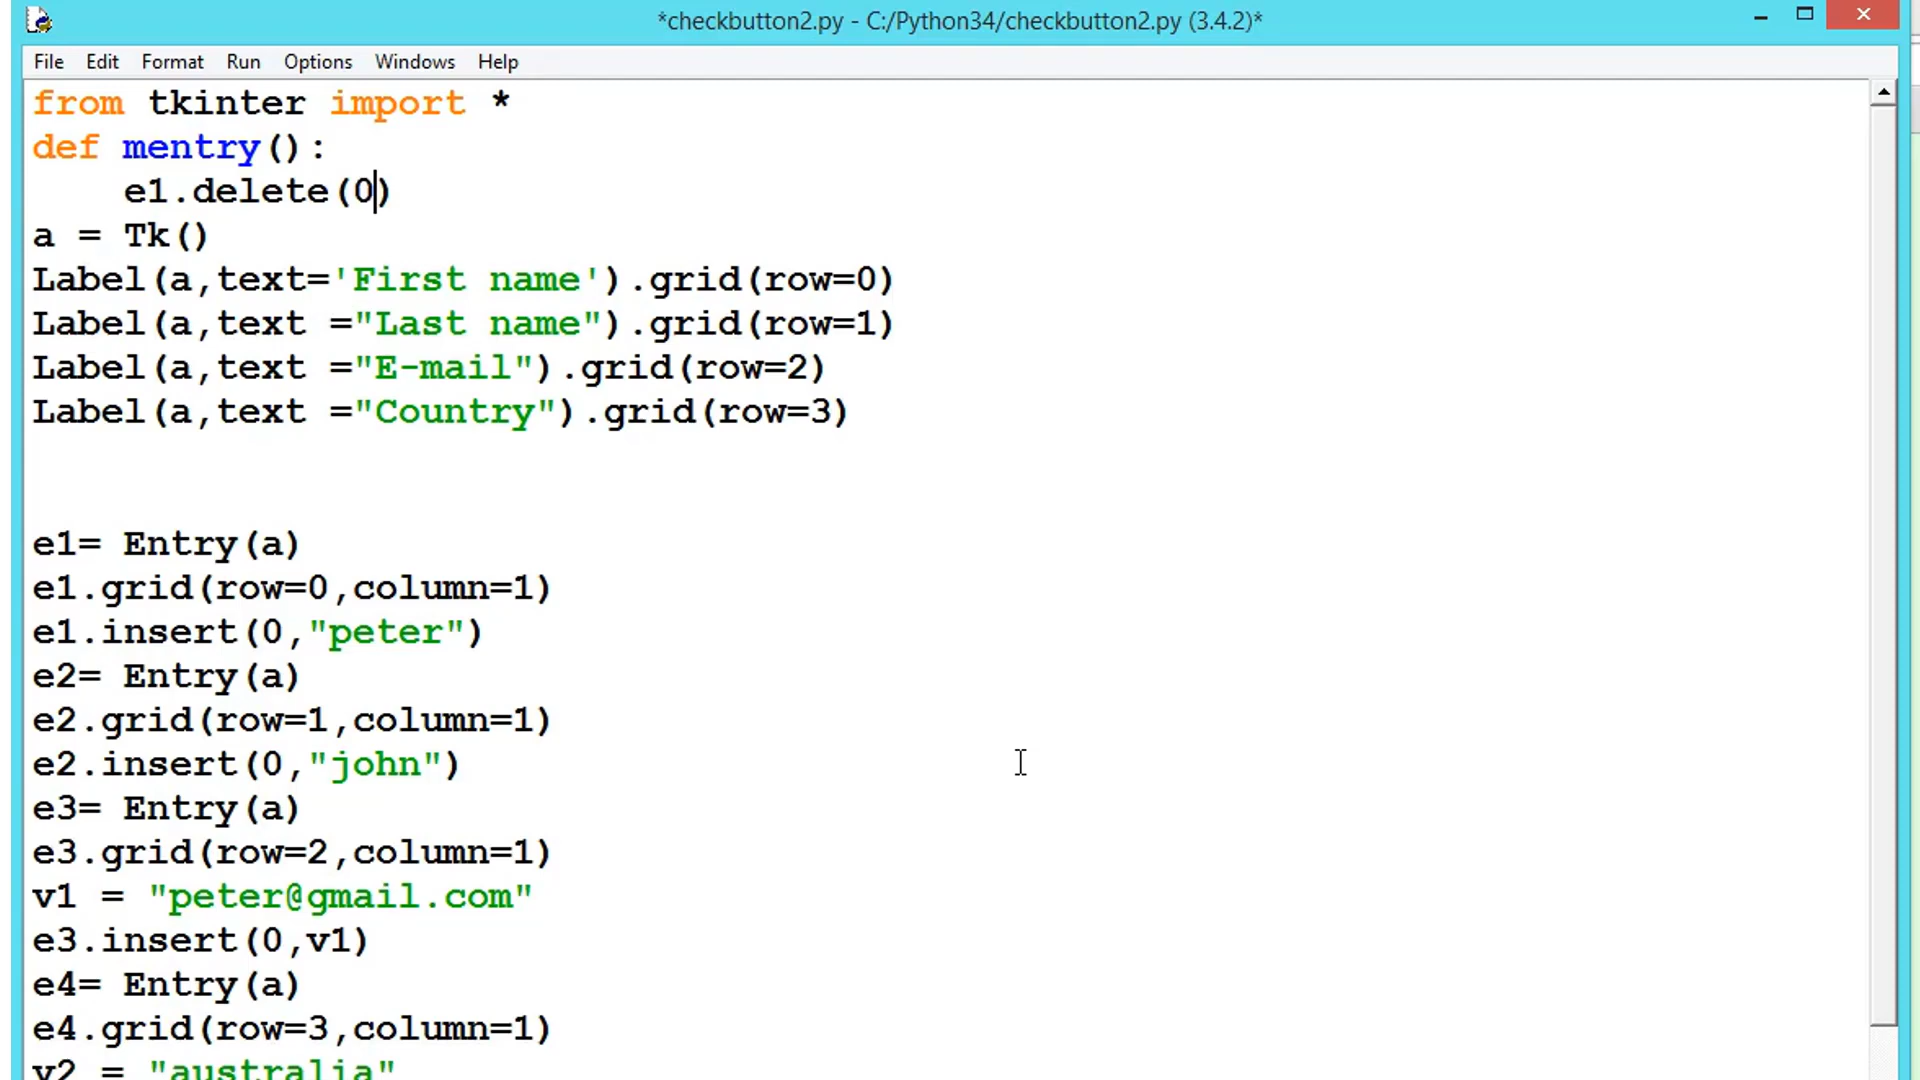 *checkbutton2.py - C:/Python34/checkbutton2.py (3.4.2)*
File Edit Format Run Options Windows Help
from tkinter import *
def mentry():
    e1.delete(0)
a = Tk()
Label(a,text='First name').grid(row=0)
Label(a,text ="Last name").grid(row=1)
Label(a,text ="E-mail").grid(row=2)
Label(a,text ="Country").grid(row=3)
e1= Entry(a)
e1.grid(row=0,column=1)
e1.insert(0,"peter")
e2= Entry(a)
e2.grid(row=1,column=1)
e2.insert(0,"john")
e3= Entry(a)
e3.grid(row=2,column=1)
v1 = "peter@gmail.com"
e3.insert(0,v1)
e4= Entry(a)
e4.grid(row=3,column=1)
v2 = "australia"